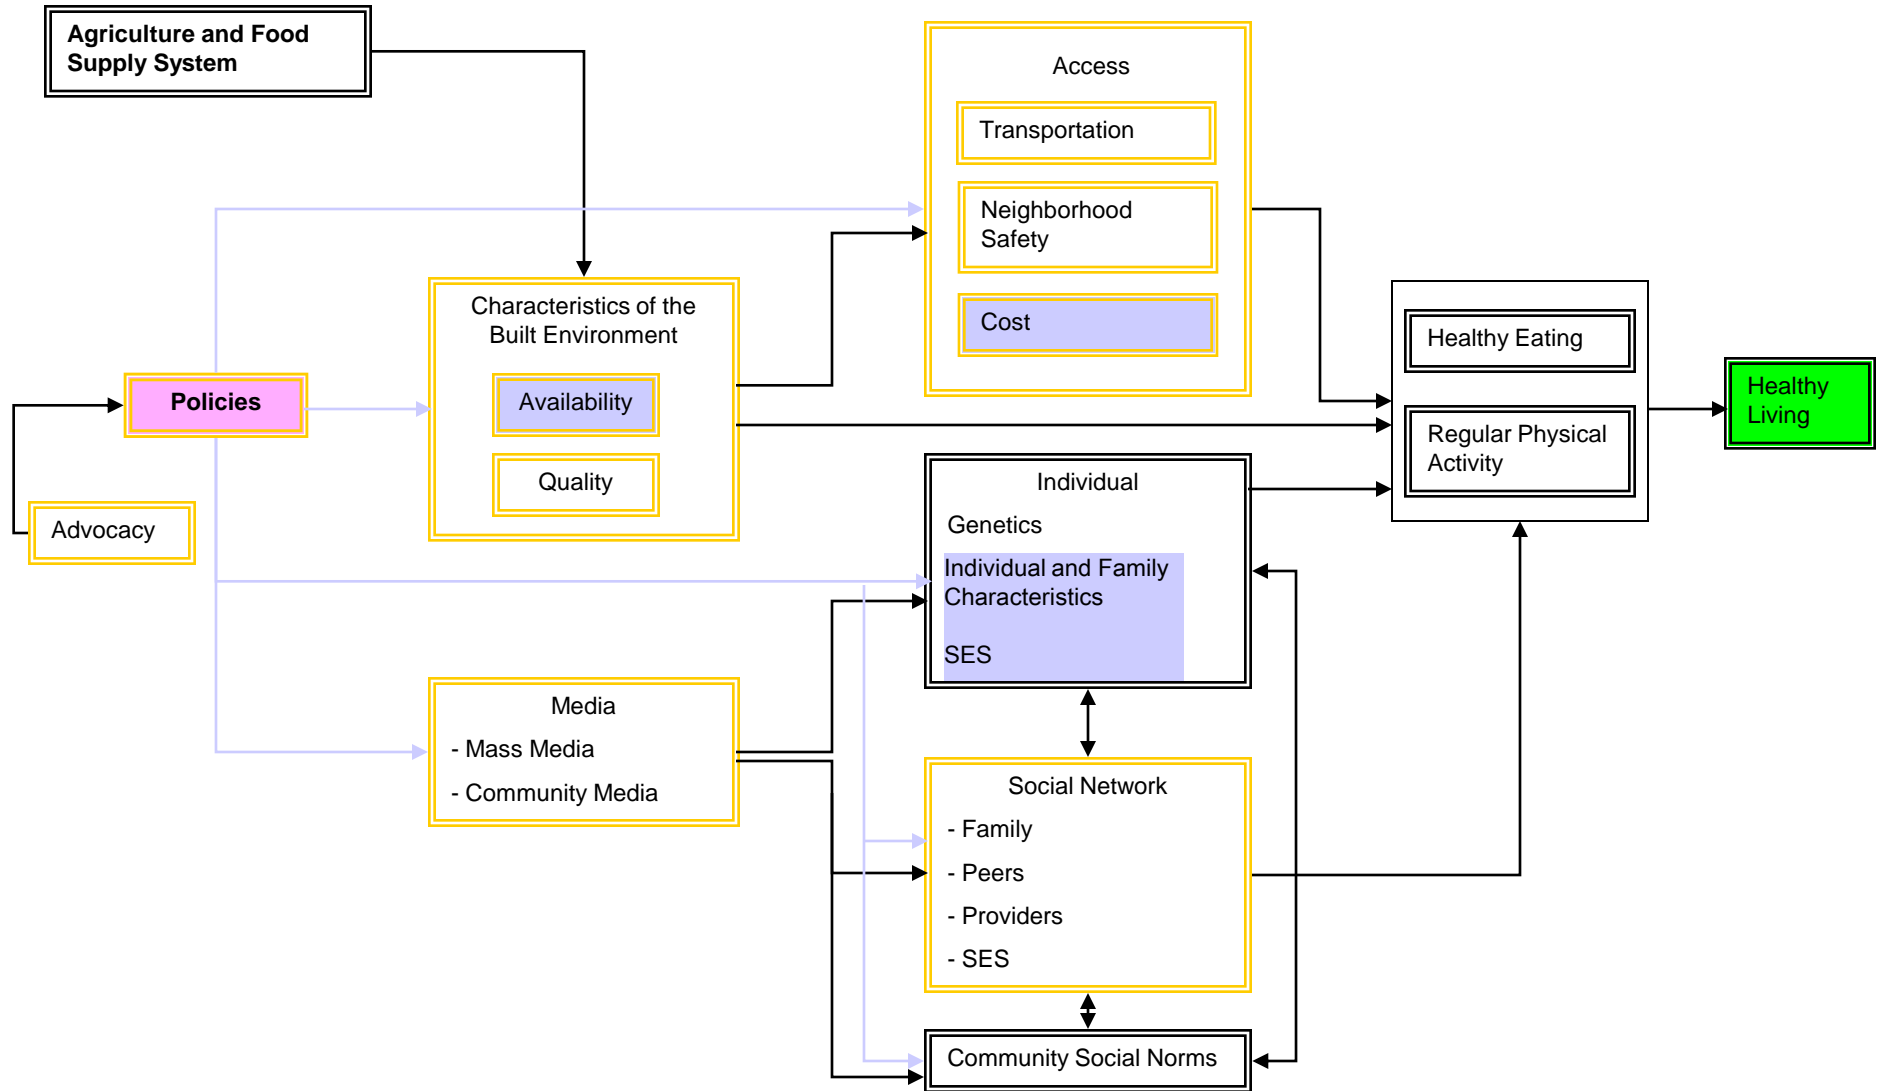 Agriculture and Food
Supply System
Access
Transportation
Neighborhood
Safety
Cost
Characteristics of the
Built Environment
Availability
Quality
Policies
Advocacy
Healthy Eating
Regular Physical
Activity
Healthy
Living
Individual
Genetics
Individual and Family
Characteristics
SES
Media
- Mass Media
- Community Media
Social Network
- Family
- Peers
- Providers
- SES
Community Social Norms